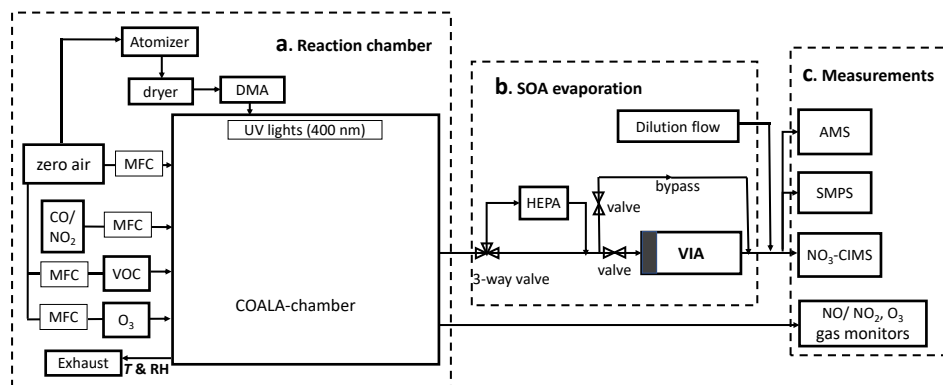 a. Reaction chamber
Atomizer
dryer
DMA
UV lights (400 nm)
zero air
MFC
CO/
NO2
MFC
MFC
VOC
MFC
O3
COALA-chamber
Exhaust
T & RH
b. SOA evaporation
Dilution flow
bypass
HEPA
valve
3-way valve
valve
VIA
c. Measurements
AMS
SMPS
NO3-CIMS
NO/ NO2, O3
gas monitors